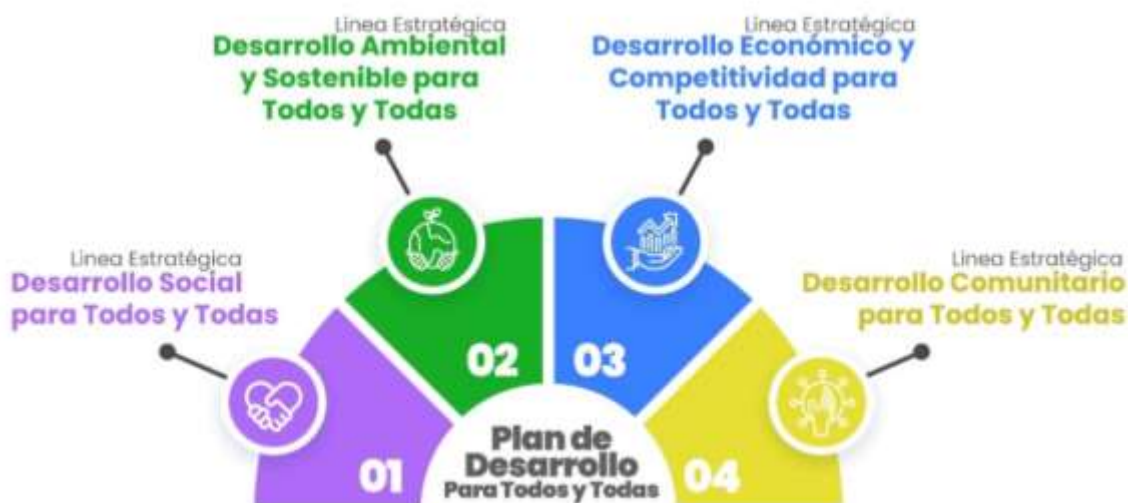 Linea Estratégica
Desarrollo Social
para Todos y Todas
01
Linea Estratégica
Desarrollo Ambiental
y Sostenible para
Todos y Todas
02
Linea Estratégica
Desarrollo Económico y
Competitividad para
Todos y Todas
03
Linea Estratégica
Desarrollo Comunitario
para Todos y Todas
04
Plan de
Desarrollo
Para Todos y Todas